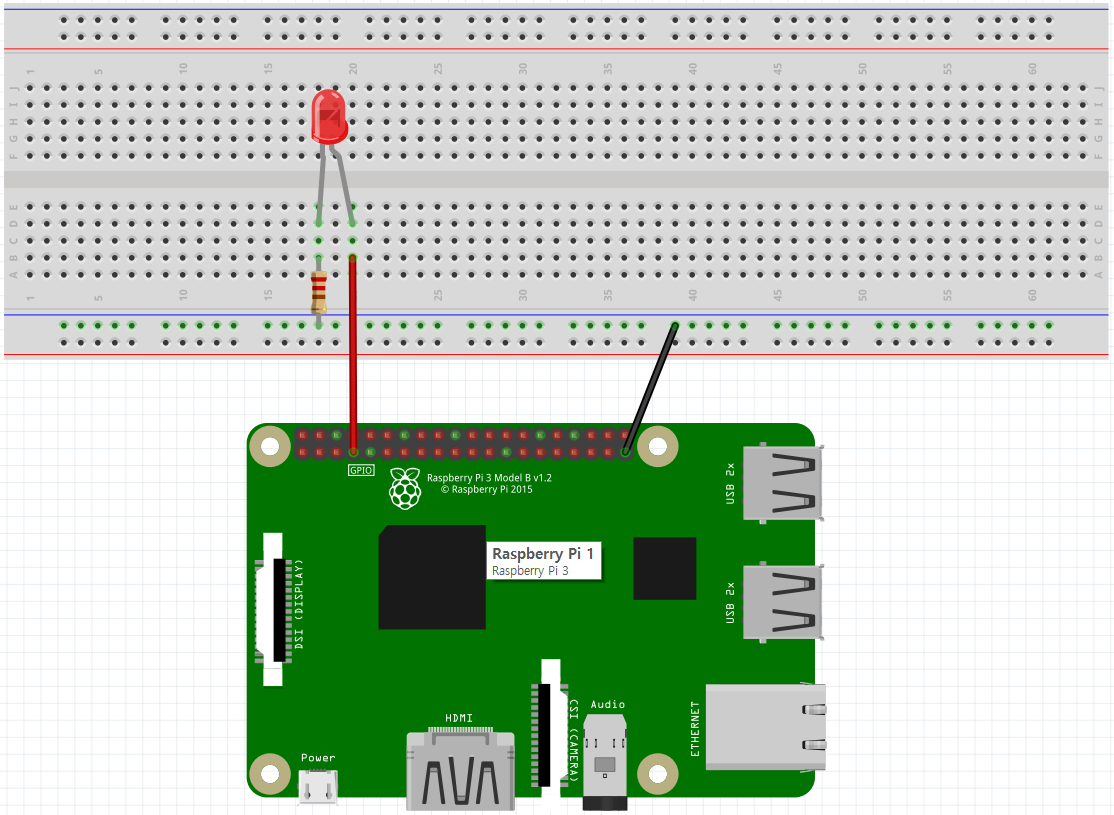 1 5 10 15 20 25 30 35 40 45 50 55 60
J J
I I
H H
G G
F F
E E
D D
C C
B B
A A
1 5 10 15 25 30 35 40 45 50 55 60
GPIO
Raspberry Pi 3 Model B v1.2
© Raspberry Pi 2015
USB 2x
Raspberry Pi 1
Raspberry Pi 3
DSI (DISPLAY)
USB 2x
HDMI
CSI (CAMERA)
Audio
ETHERNET
Power